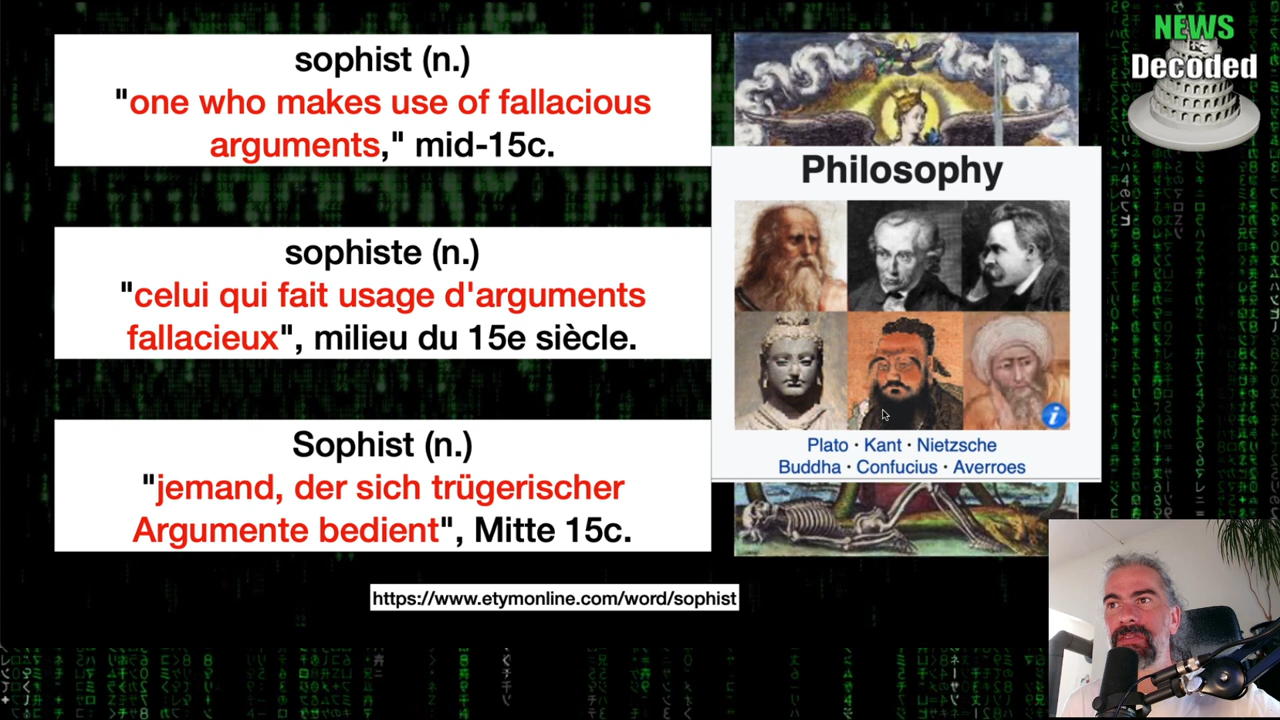 sophist (n.)
"one who makes use of fallacious
arguments," mid-15c.
sophiste (n.)
"celui qui fait usage d'arguments
fallacieux", milieu du 15e siècle.
Sophist (n.)
"jemand, der sich trügerischer
Argumente bedient", Mitte 15c.
https://www.etymonline.com/word/sophist
Philosophy
i
Plato · Kant · Nietzsche
Buddha · Confucius · Averroes
NEWS
Decoded